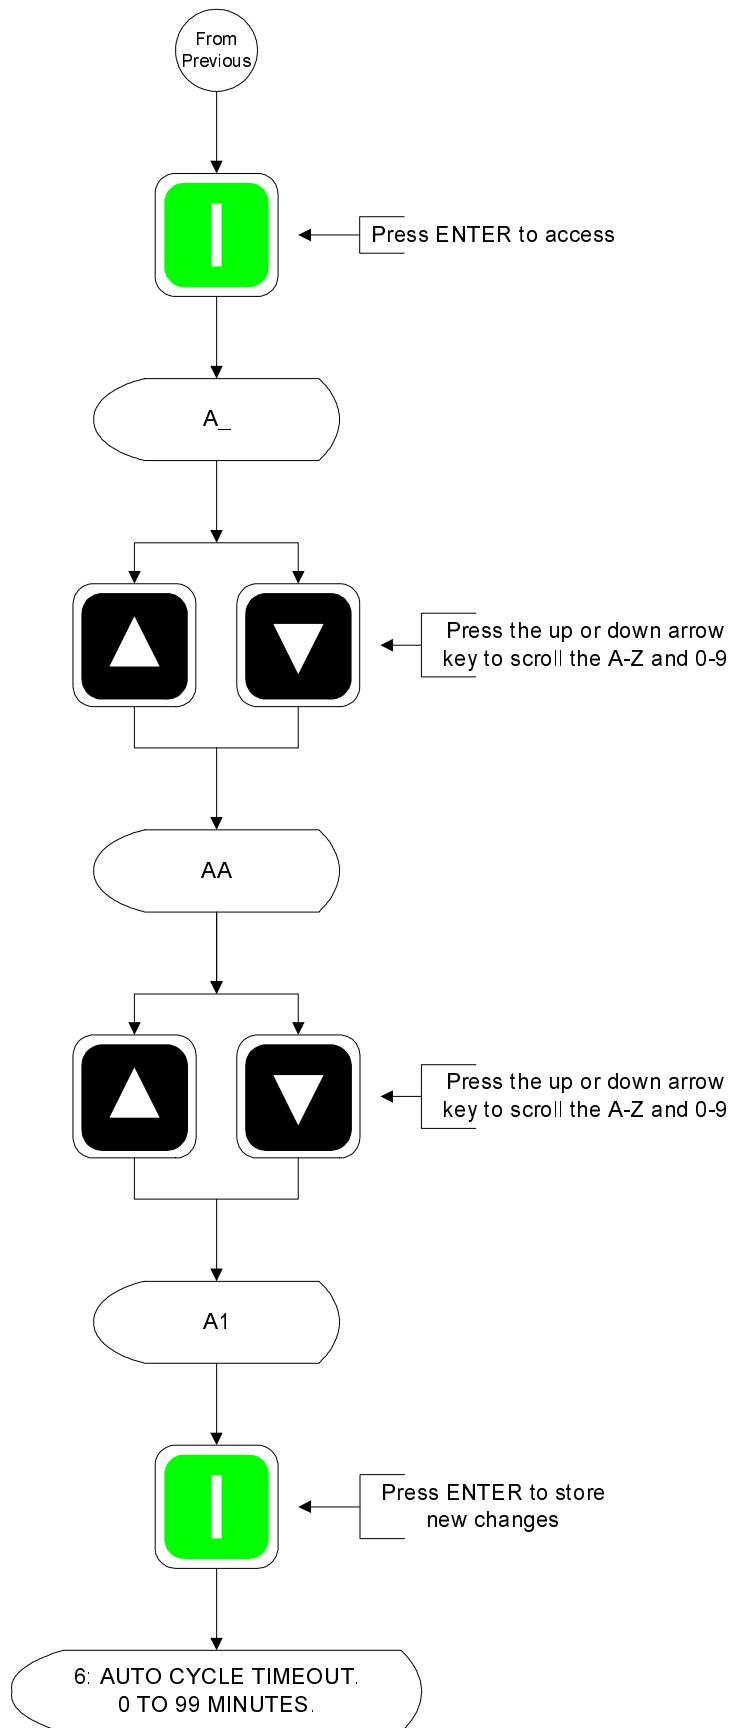 From
Previous
Press ENTER to access
A_
Press the up or down arrow
key to scroll the A-Z and 0-9
AA
Press the up or down arrow
key to scroll the A-Z and 0-9
A1
Press ENTER to store
new changes
6: AUTO CYCLE TIMEOUT.
0 TO 99 MINUTES.